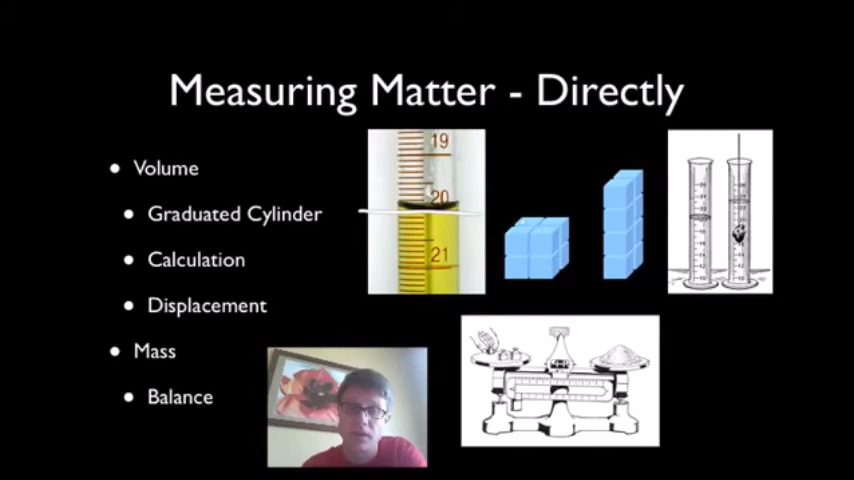 Measuring Matter - Directly
Volume
Graduated Cylinder
Calculation
Displacement
Mass
Balance
19
20
21